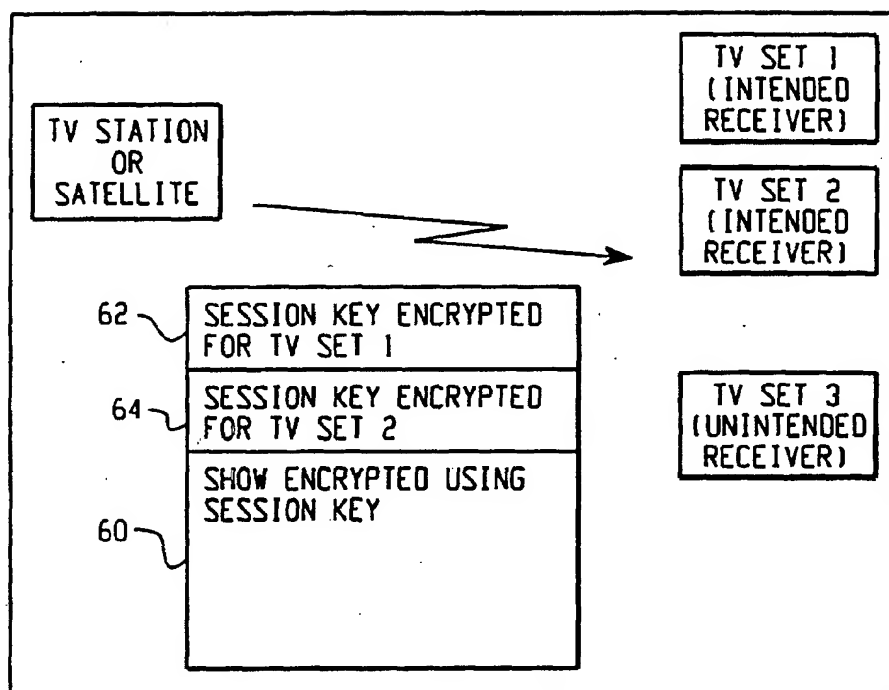 TV STATION
OR
SATELLITE
TV SET 1
(INTENDED
RECEIVER)
TV SET 2
(INTENDED
RECEIVER)
TV SET 3
(UNINTENDED
RECEIVER)
62
SESSION KEY ENCRYPTED
FOR TV SET 1
64
SESSION KEY ENCRYPTED
FOR TV SET 2
60
SHOW ENCRYPTED USING
SESSION KEY